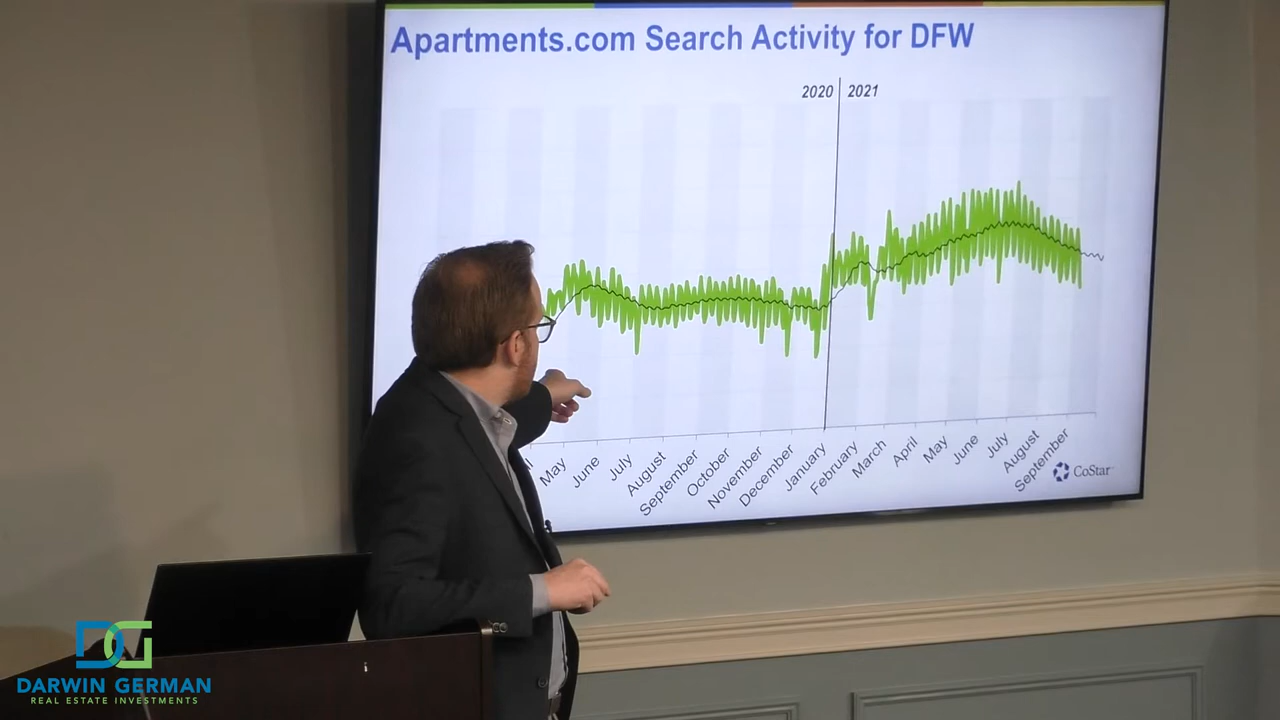 Apartments.com Search Activity for DFW
2020 2021
May
June
July
August
September
October
November
December
January
February
March
April
May
June
July
August
September
CoStar
DG
DARWIN GERMAN
REAL ESTATE INVESTMENTS